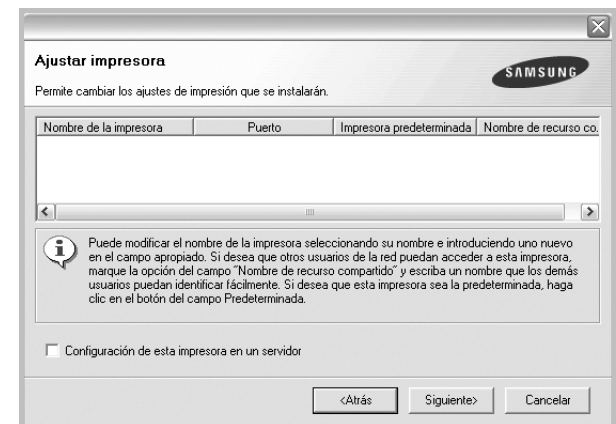 Ajustar impresora
SAMSUNG
Permite cambiar los ajustes de impresión que se instalarán.
Nombre de la impresora Puerto Impresora predeterminada Nombre de recurso co.
Puede modificar el nombre de la impresora seleccionando su nombre e introduciendo uno nuevo
en el campo apropiado. Si desea que otros usuarios de la red puedan acceder a esta impresora,
marque la opción del campo "Nombre de recurso compartido" y escriba un nombre que los demás
usuarios puedan identificar fácilmente. Si desea que esta impresora sea la predeterminada, haga
clic en el botón del campo Predeterminada.
Configuración de esta impresora en un servidor
<Atrás Siguiente> Cancelar